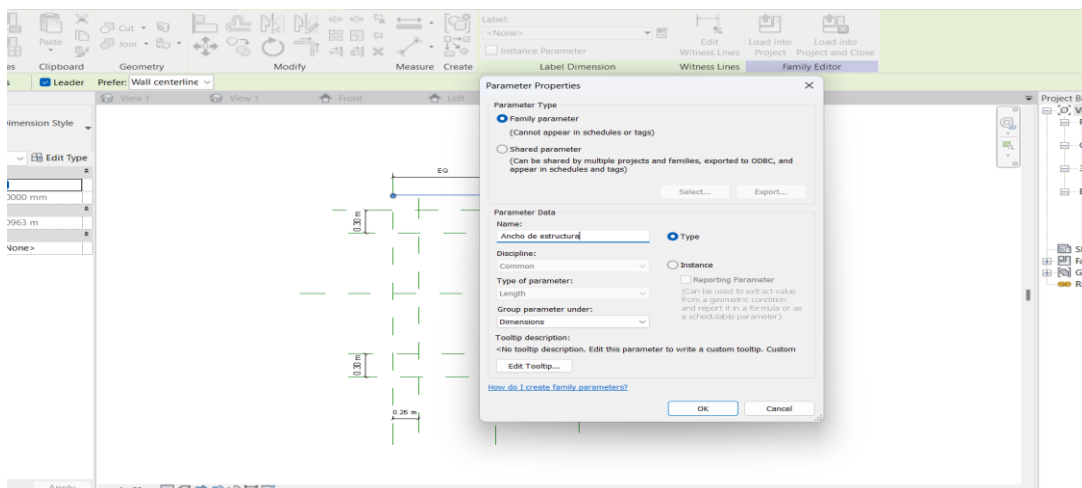 Paste
Cut
Join
Label:
<None>
Instance Parameter
Edit
Witness Lines
Load into
Project
Load into
Project and Close
es
Clipboard
Geometry
Modify
Measure
Create
Label Dimension
Witness Lines
Family Editor
s
Leader
Prefer:
Wall centerline
View 1
View 1
Front
Left
Project B
imension Style
Edit Type
0000 mm
0963 m
None>
EQ
0.30 m
0.30 m
0.26 m
Parameter Properties
Parameter Type
Family parameter
(Cannot appear in schedules or tags)
Shared parameter
(Can be shared by multiple projects and families, exported to ODBC, and
appear in schedules and tags)
Select...
Export...
Parameter Data
Name:
Ancho de estructura
Type
Discipline:
Common
Instance
Reporting Parameter
Type of parameter:
Length
(Can be used to extract value
from a geometric condition
and report it in a formula or as
a schedulable parameter)
Group parameter under:
Dimensions
Tooltip description:
<No tooltip description. Edit this parameter to write a custom tooltip. Custom
Edit Tooltip...
How do I create family parameters?
OK
Cancel
Apply